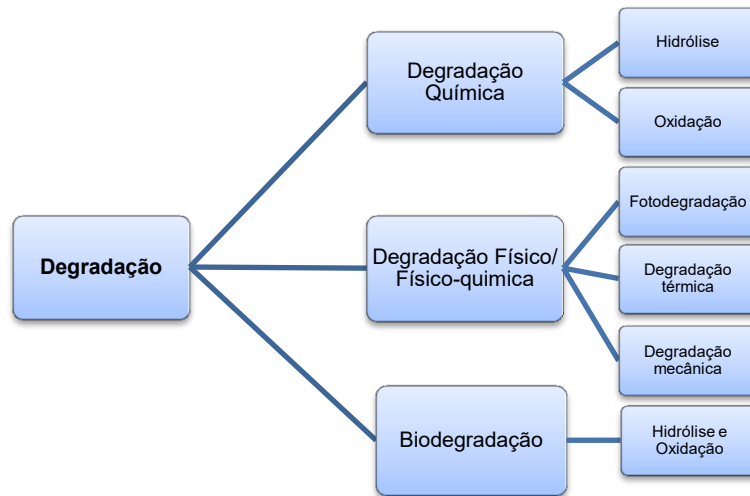 Degradação
Degradação
Química
Hidrólise
Oxidação
Degradação Físico/
Físico-quimica
Fotodegradação
Degradação
térmica
Degradação
mecânica
Biodegradação
Hidrólise e
Oxidação